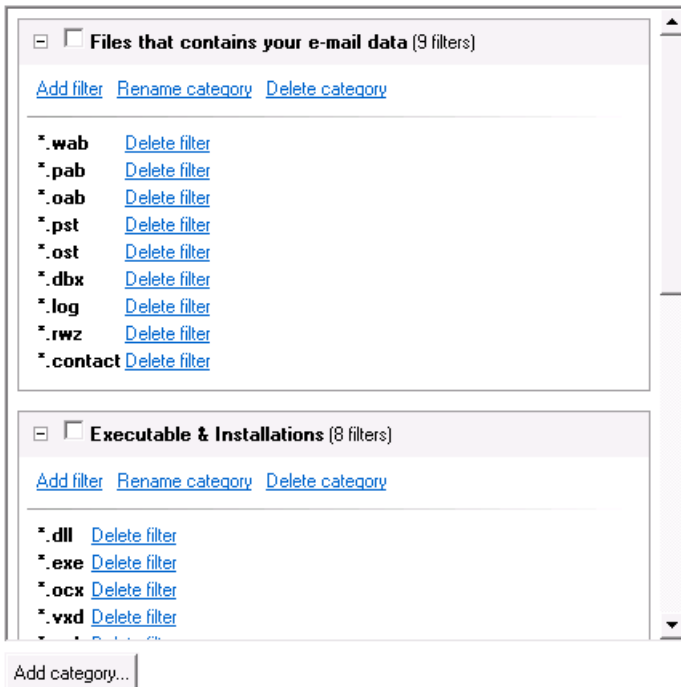 Files that contains your e-mail data (9 filters)
Add filter Rename category Delete category
*.wab Delete filter
*.pab Delete filter
*.oab Delete filter
*.pst Delete filter
*.ost Delete filter
*.dbx Delete filter
*.log Delete filter
*.rwz Delete filter
*.contact Delete filter
Executable & Installations (8 filters)
Add filter Rename category Delete category
*.dll Delete filter
*.exe Delete filter
*.ocx Delete filter
*.vxd Delete filter
Add category...